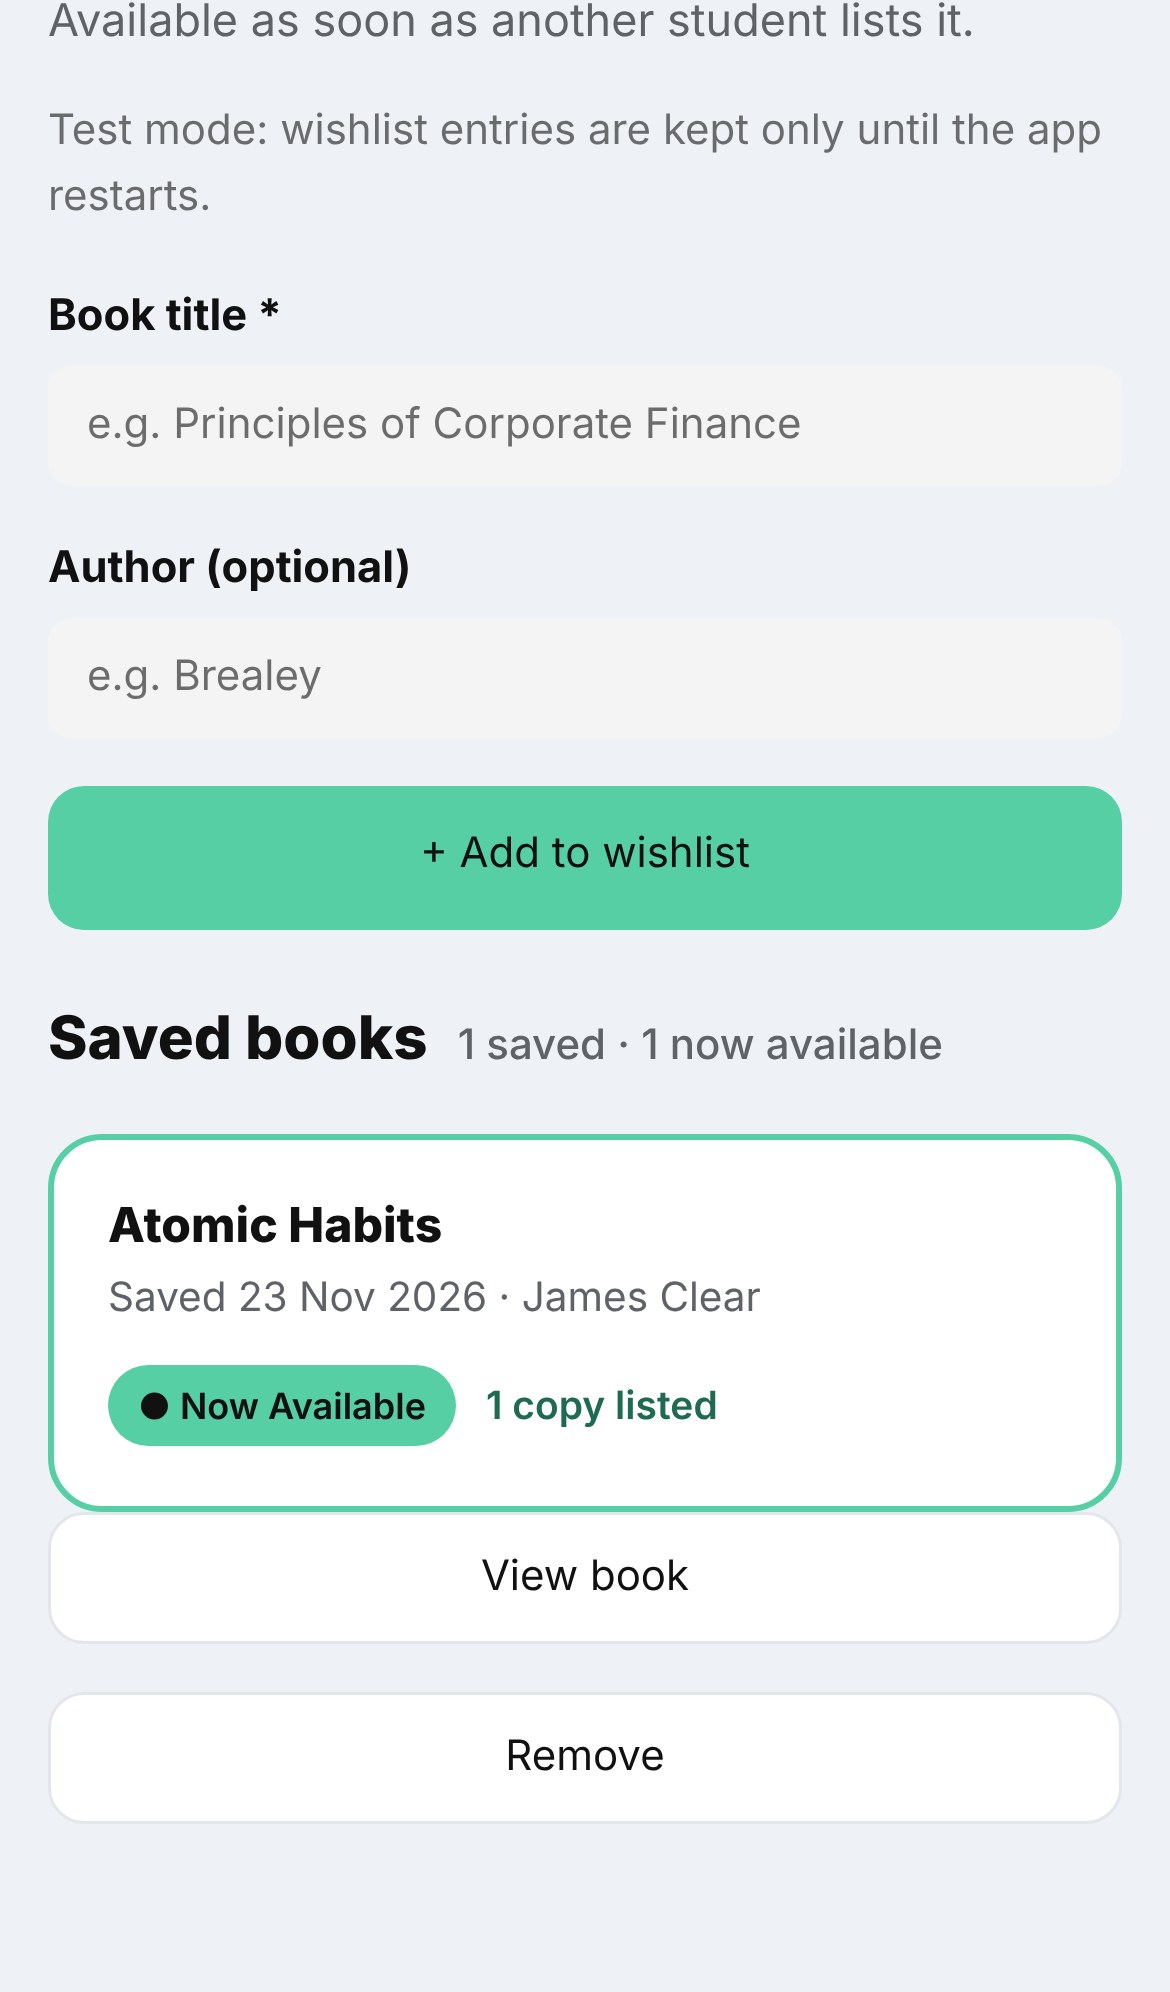 Available as soon as another student lists it.
Test mode: wishlist entries are kept only until the app
restarts.
Book title *
e.g. Principles of Corporate Finance
Author (optional)
e.g. Brealey
+ Add to wishlist
Saved books 1 saved · 1 now available
Atomic Habits
Saved 23 Nov 2026 · James Clear
● Now Available 1 copy listed
View book
Remove